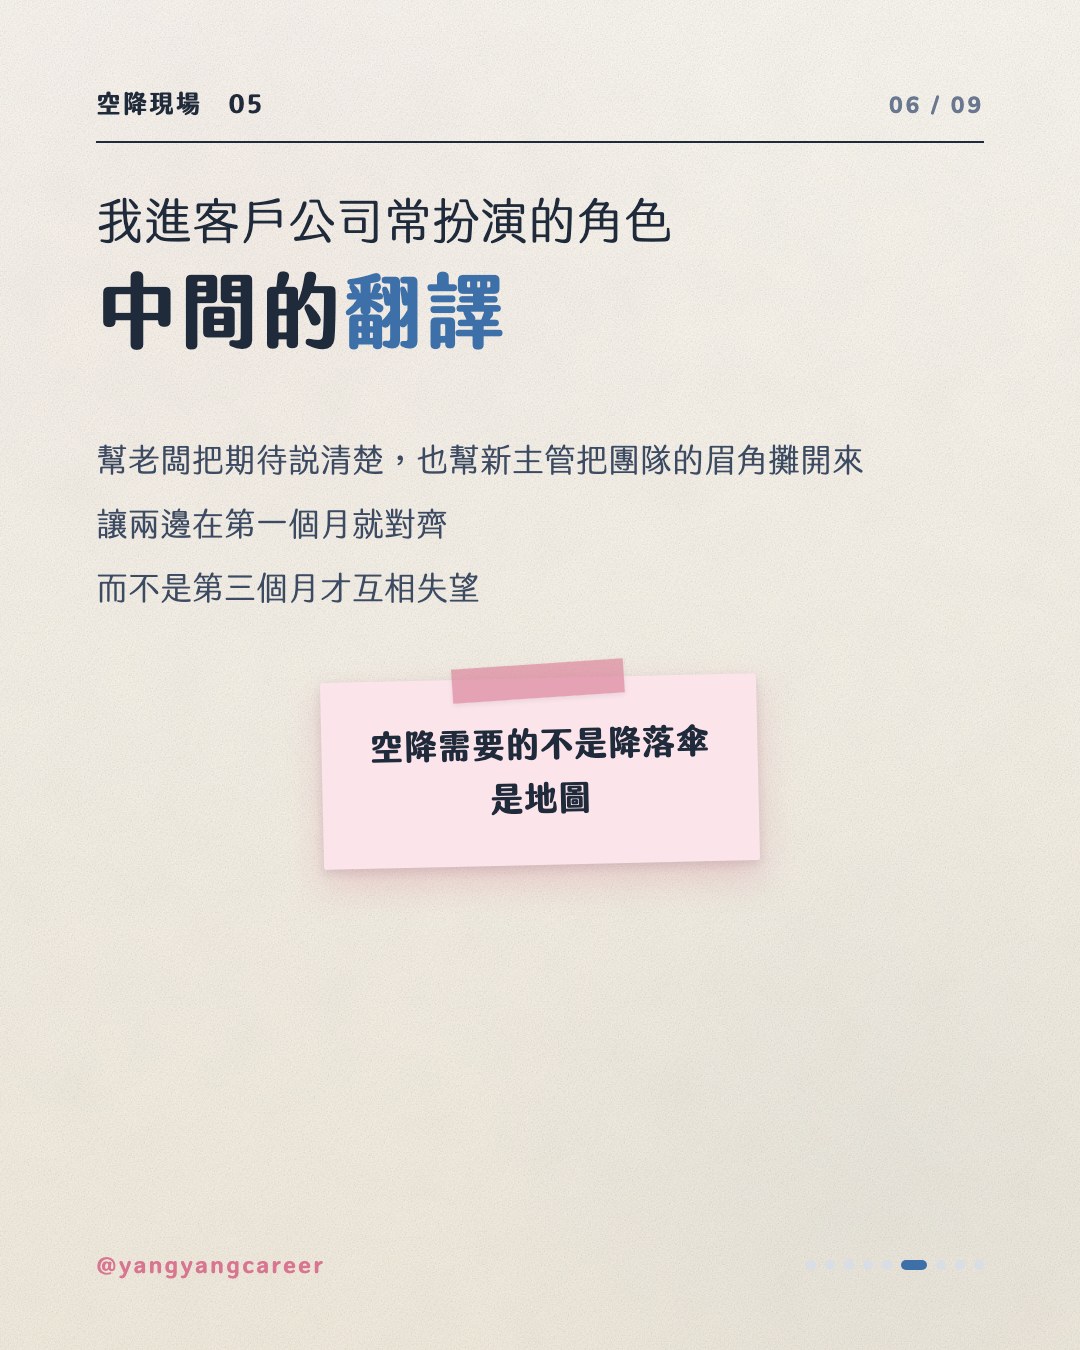 空降現場 05
06 / 09
我進客戶公司常扮演的角色
中間的翻譯
幫老闆把期待説清楚，也幫新主管把團隊的眉角攤開來
讓兩邊在第一個月就對齊
而不是第三個月才互相失望
空降需要的不是降落傘
是地圖
@yangyangcareer